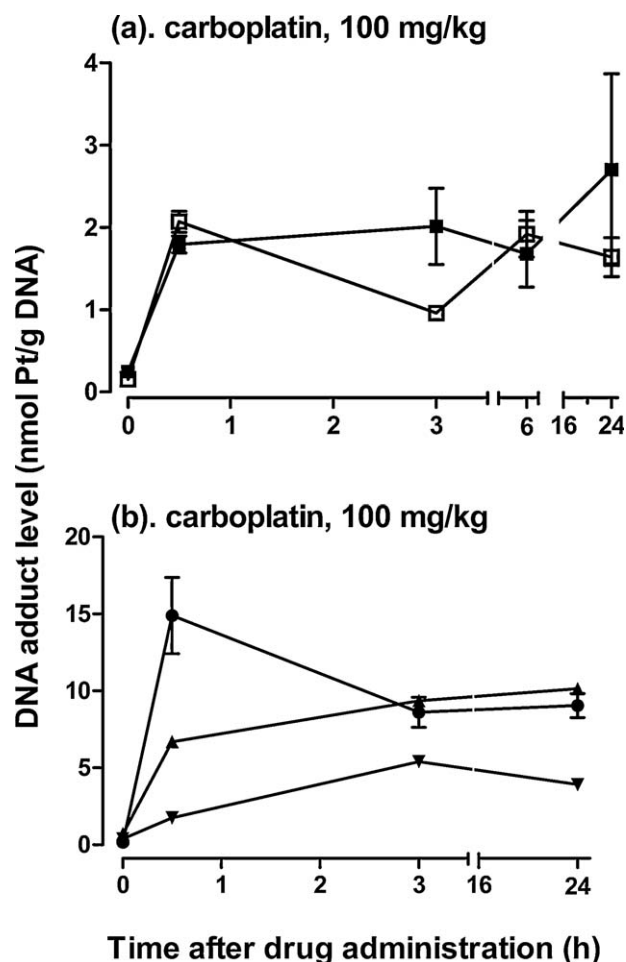 (a). carboplatin, 100 mg/kg
4
3
2
1
0
0 1 2 3 6 16 24
(b). carboplatin, 100 mg/kg
20
15
10
5
0
0 1 2 3 16 24
DNA adduct level (nmol Pt/g DNA)
Time after drug administration (h)